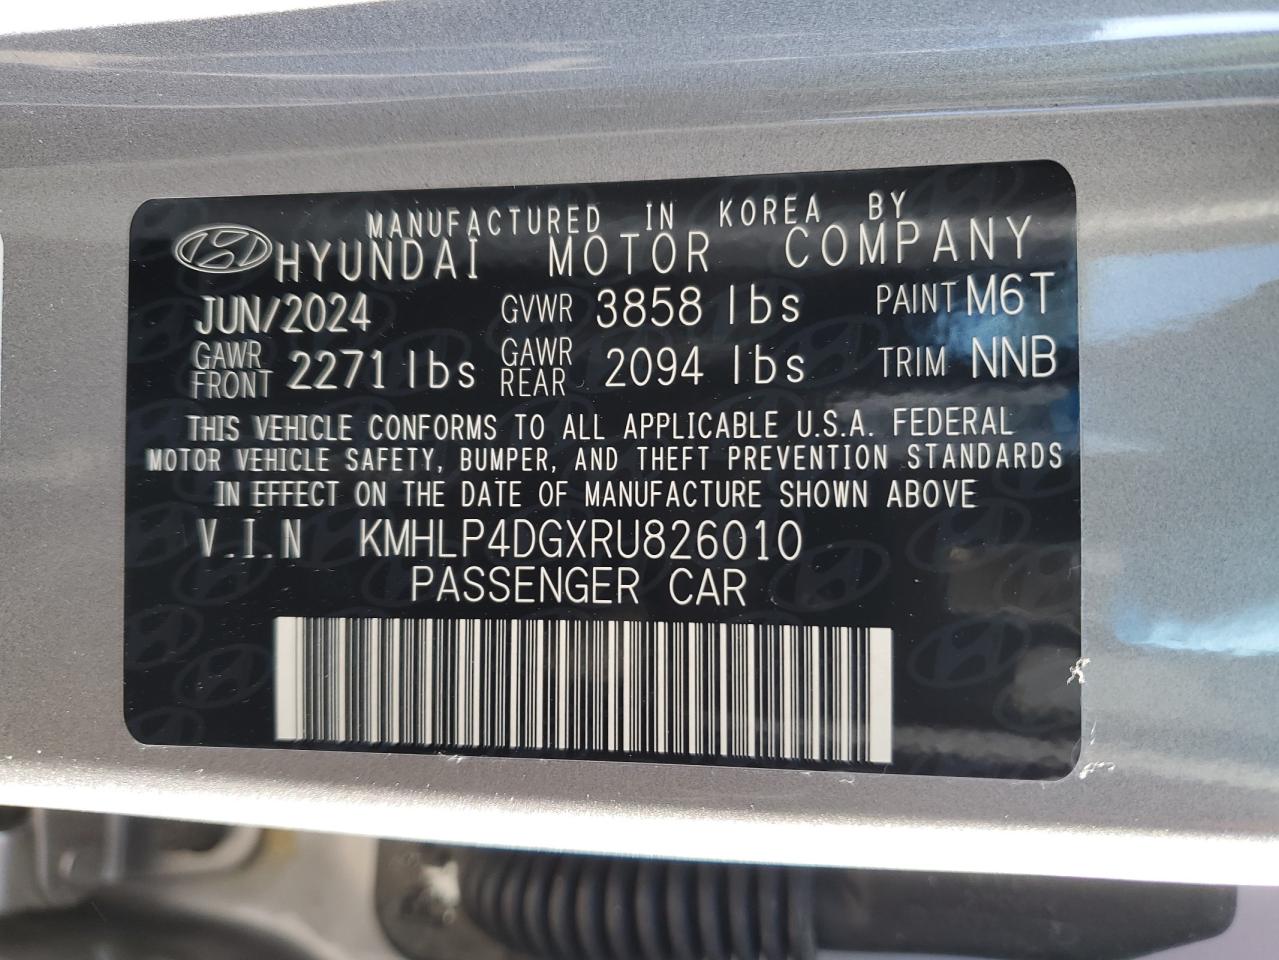 MANUFACTURED IN KOREA BY
HYUNDAI MOTOR COMPANY
JUN/2024 GVWR 3858 lbs PAINT M6T
GAWR FRONT 2271 lbs GAWR REAR 2094 lbs TRIM NNB
THIS VEHICLE CONFORMS TO ALL APPLICABLE U.S.A. FEDERAL
MOTOR VEHICLE SAFETY, BUMPER, AND THEFT PREVENTION STANDARDS
IN EFFECT ON THE DATE OF MANUFACTURE SHOWN ABOVE
V.I.N KMHLP4DGXRU826010
PASSENGER CAR